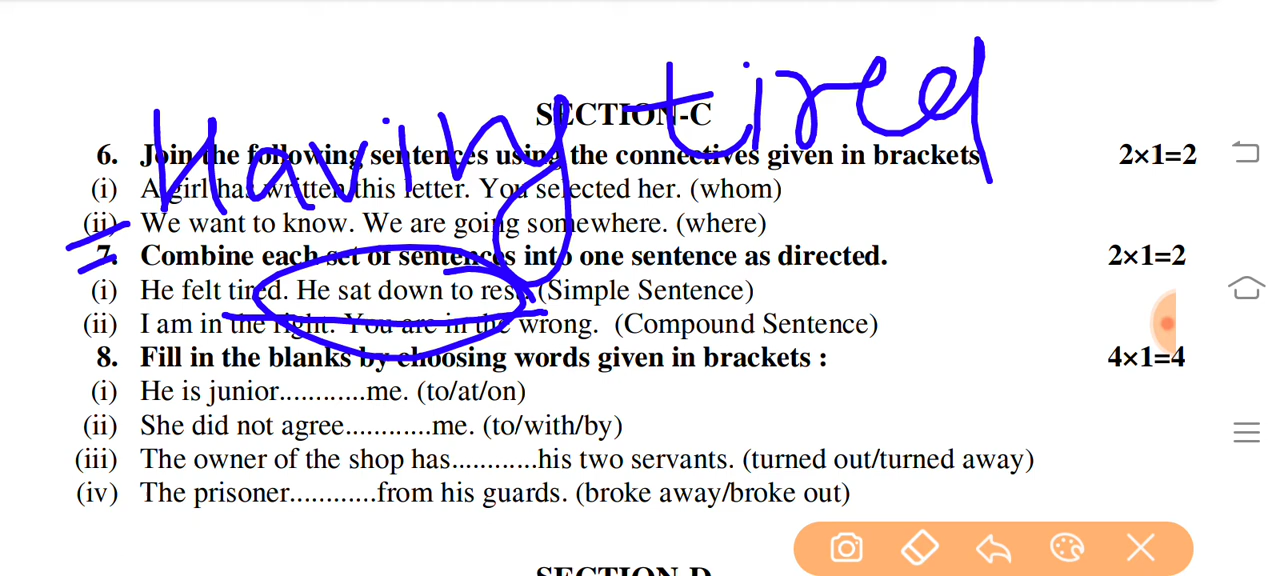 Having tired
SECTION-C
6. Join the following sentences using the connectives given in brackets 2×1=2
(i) A girl has written this letter. You selected her. (whom)
(ii) We want to know. We are going somewhere. (where)
7. Combine each set of sentences into one sentence as directed. 2×1=2
(i) He felt tired. He sat down to rest. (Simple Sentence)
(ii) I am in the right. You are in the wrong. (Compound Sentence)
8. Fill in the blanks by choosing words given in brackets : 4×1=4
(i) He is junior............me. (to/at/on)
(ii) She did not agree............me. (to/with/by)
(iii) The owner of the shop has............his two servants. (turned out/turned away)
(iv) The prisoner............from his guards. (broke away/broke out)
SECTION-D